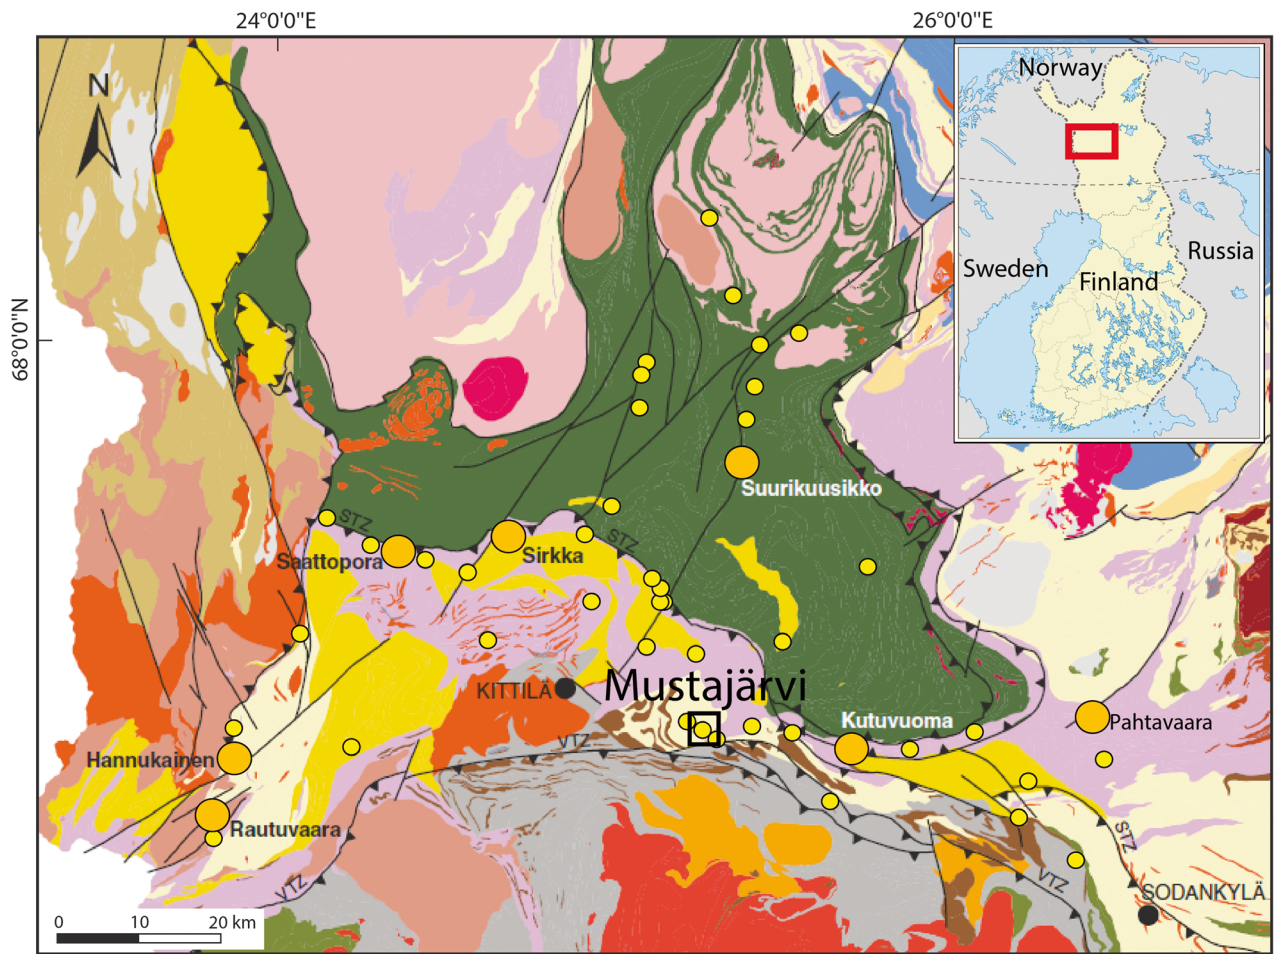 24°0'0"E
26°0'0"E
N
Norway
Sweden
Russia
Finland
68°0'0"N
Suurikuusikko
STZ
STZ
Saattopora
Sirkka
KITTILÄ
Mustajärvi
Kutuvuoma
Pahtavaara
VTZ
Hannukainen
Rautuvaara
STZ
VTZ
VTZ
SODANKYLÄ
0 10 20 km